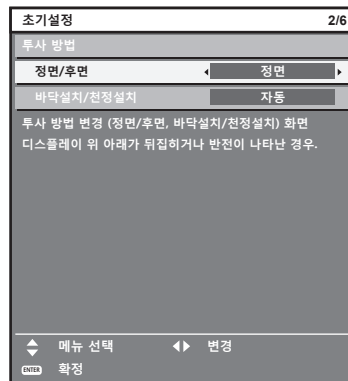 초기설정 2/6
투사 방법
정면/후면 정면
바닥설치/천정설치 자동
투사 방법 변경 (정면/후면, 바닥설치/천정설치) 화면
디스플레이 위 아래가 뒤집히거나 반전이 나타난 경우.
메뉴 선택 변경
ENTER 확정